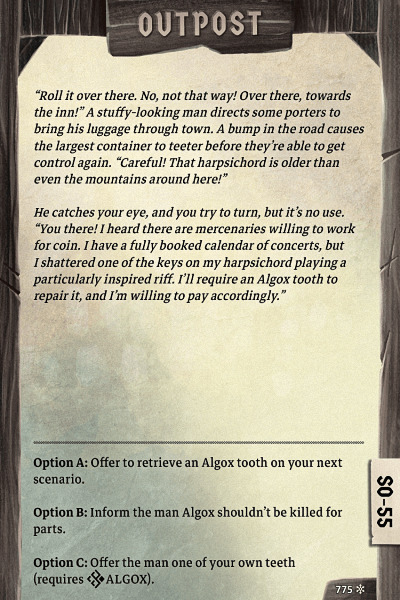 OUTPOST
“Roll it over there. No, not that way! Over there, towards
the inn!” A stuffy-looking man directs some porters to
bring his luggage through town. A bump in the road causes
the largest container to teeter before they’re able to get
control again. “Careful! That harpsichord is older than
even the mountains around here!”
He catches your eye, and you try to turn, but it’s no use.
“You there! I heard there are mercenaries willing to work
for coin. I have a fully booked calendar of concerts, but
I shattered one of the keys on my harpsichord playing a
particularly inspired riff. I’ll require an Algox tooth to
repair it, and I’m willing to pay accordingly.”
Option A: Offer to retrieve an Algox tooth on your next
scenario.
Option B: Inform the man Algox shouldn’t be killed for
parts.
Option C: Offer the man one of your own teeth
(requires ALGOX).
SO-55
775